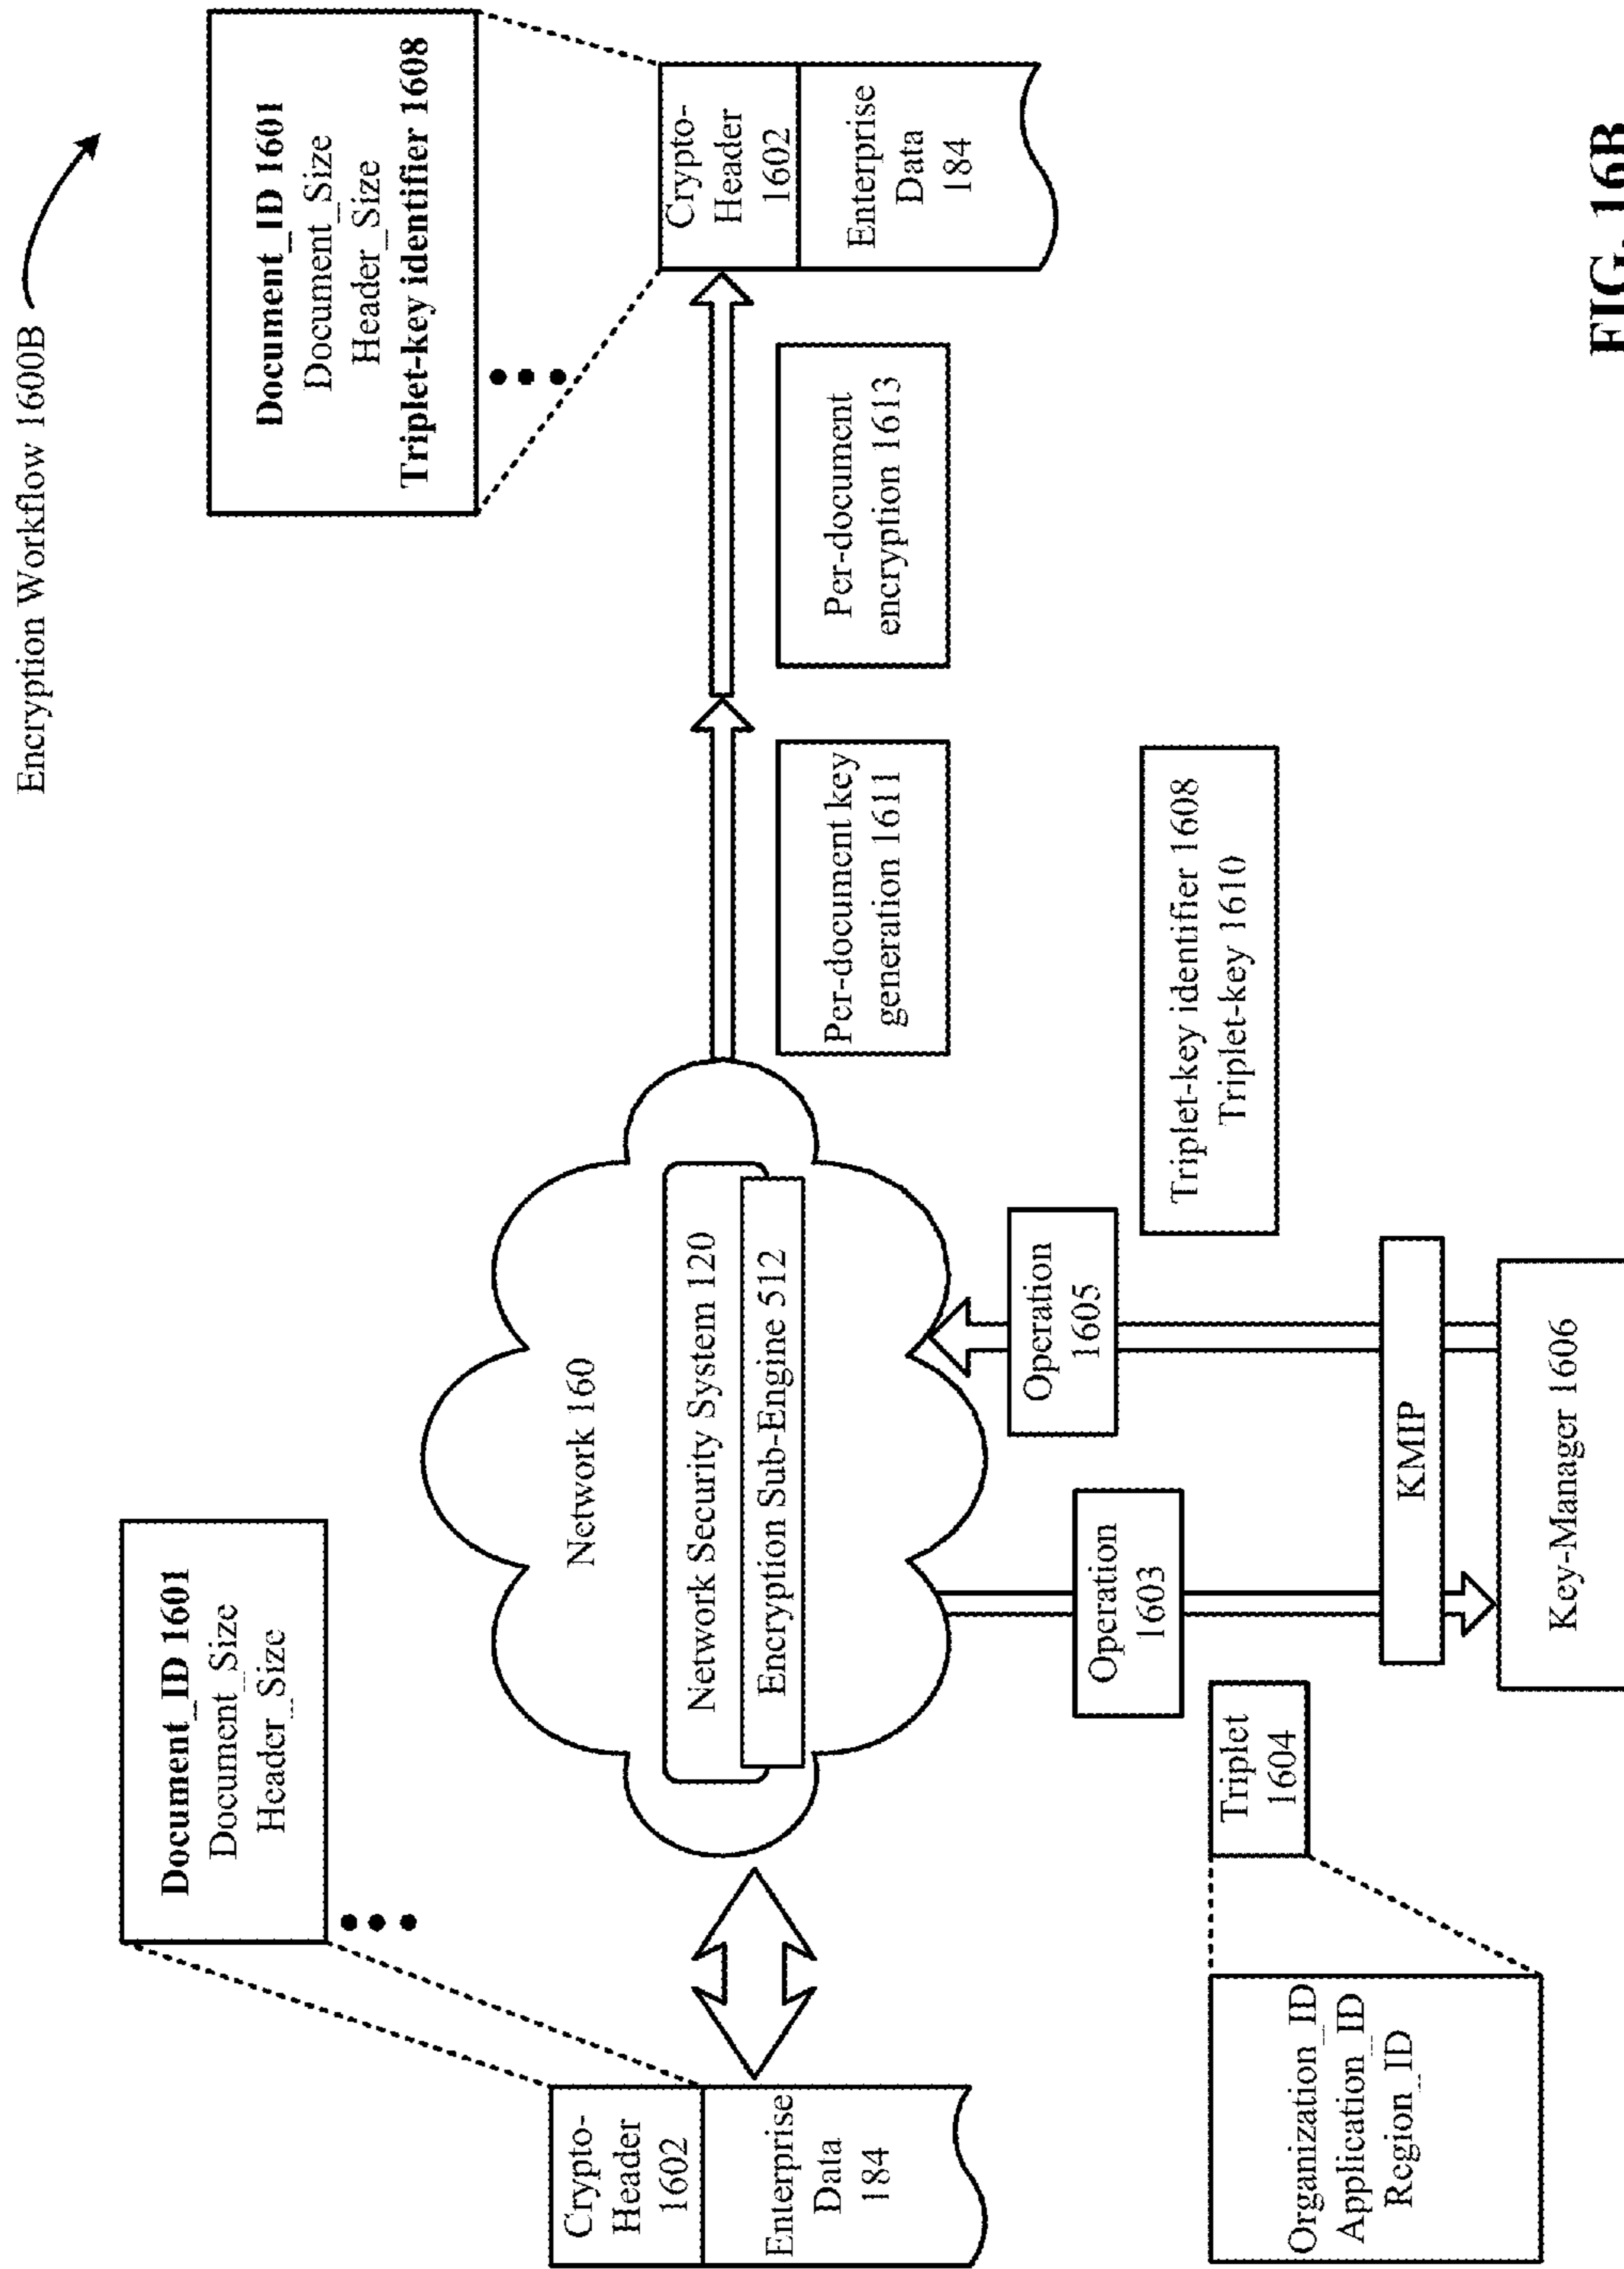 Encryption Workflow 1600B
Document_ID 1601
Document_Size
Header_Size
Document_ID 1601
Document_Size
Header_Size
Triplet-key identifier 1608
Crypto-
Header
1602
Enterprise
Data
184
Network 160
Network Security System 120
Encryption Sub-Engine 512
Per-document key
generation 1611
Per-document
encryption 1613
Crypto-
Header
1602
Enterprise
Data
184
Organization_ID
Application_ID
Region_ID
Triplet
1604
Operation
1603
Operation
1605
Triplet-key identifier 1608
Triplet-key 1610
KMIP
Key-Manager 1606
FIG. 16B